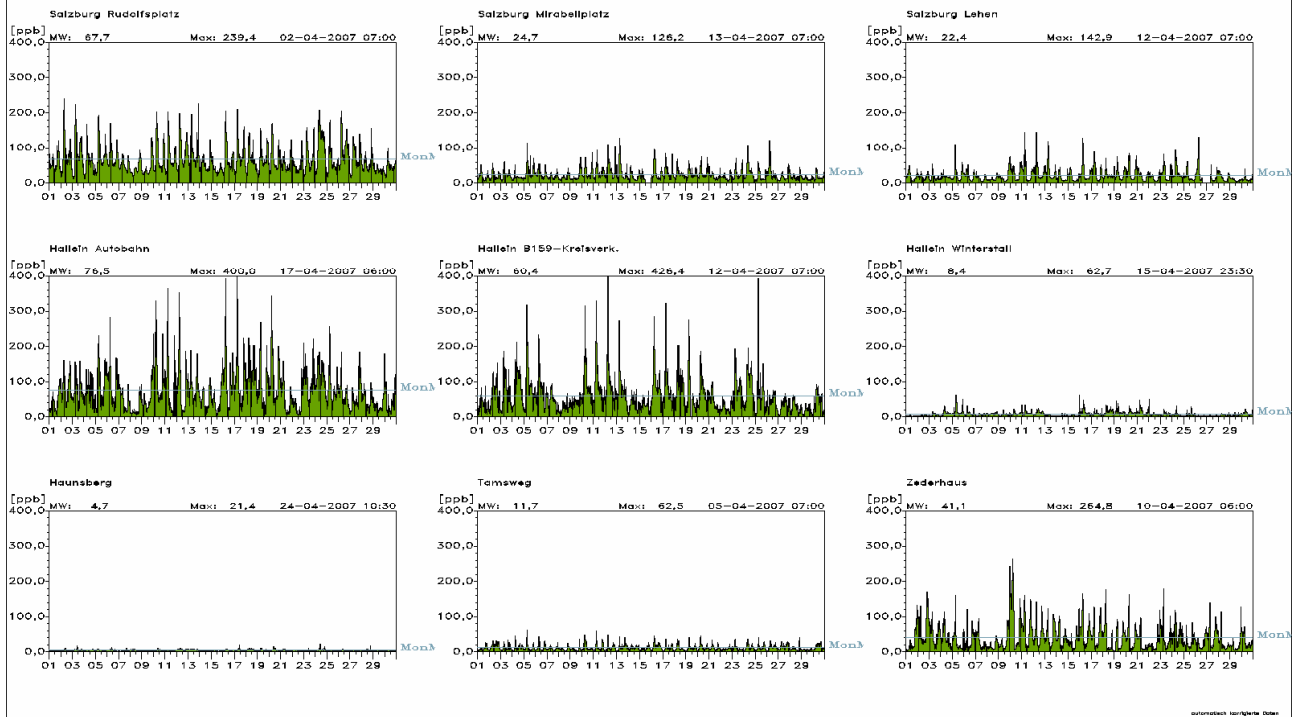 Salzburg Rudolfsplatz Salzburg Mirabellplatz Salzburg Lehen
[ppb] MW: 67,7 Max: 239,4 02-04-2007 07:00 [ppb] MW: 24,7 Max: 126,2 13-04-2007 07:00 [ppb] MW: 22,4 Max: 142,9 12-04-2007 07:00
400,0 400,0 400,0
300,0 300,0 300,0
200,0 200,0 200,0
100,0 100,0 100,0
MonM MonM MonM
0,0 0,0 0,0
01 03 05 07 09 11 13 15 17 19 21 23 25 27 29 01 03 05 07 09 11 13 15 17 19 21 23 25 27 29 01 03 05 07 09 11 13 15 17 19 21 23 25 27 29
Hallein Autobahn Hallein B159-Kreisverk. Hallein Winterstall
[ppb] MW: 76,5 Max: 400,0 17-04-2007 06:00 [ppb] MW: 60,4 Max: 426,4 12-04-2007 07:00 [ppb] MW: 8,4 Max: 62,7 15-04-2007 23:30
400,0 400,0 400,0
300,0 300,0 300,0
200,0 200,0 200,0
100,0 100,0 100,0
MonM MonM MonM
0,0 0,0 0,0
01 03 05 07 09 11 13 15 17 19 21 23 25 27 29 01 03 05 07 09 11 13 15 17 19 21 23 25 27 29 01 03 05 07 09 11 13 15 17 19 21 23 25 27 29
Haunsberg Tamsweg Zederhaus
[ppb] MW: 4,7 Max: 21,4 24-04-2007 10:30 [ppb] MW: 11,7 Max: 62,5 05-04-2007 07:00 [ppb] MW: 41,1 Max: 264,8 10-04-2007 06:00
400,0 400,0 400,0
300,0 300,0 300,0
200,0 200,0 200,0
100,0 100,0 100,0
MonM MonM MonM
0,0 0,0 0,0
01 03 05 07 09 11 13 15 17 19 21 23 25 27 29 01 03 05 07 09 11 13 15 17 19 21 23 25 27 29 01 03 05 07 09 11 13 15 17 19 21 23 25 27 29
automatisch korrigierte Daten